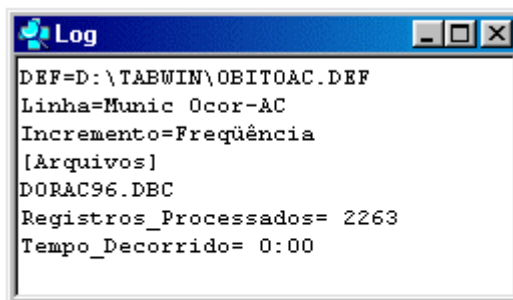 Log
DEF=D:\TABWIN\OBITOAC.DEF
Linha=Munic Ocor-AC
Incremento=Freqüência
[Arquivos]
DORAC96.DBC
Registros_Processados= 2263
Tempo_Decorrido= 0:00